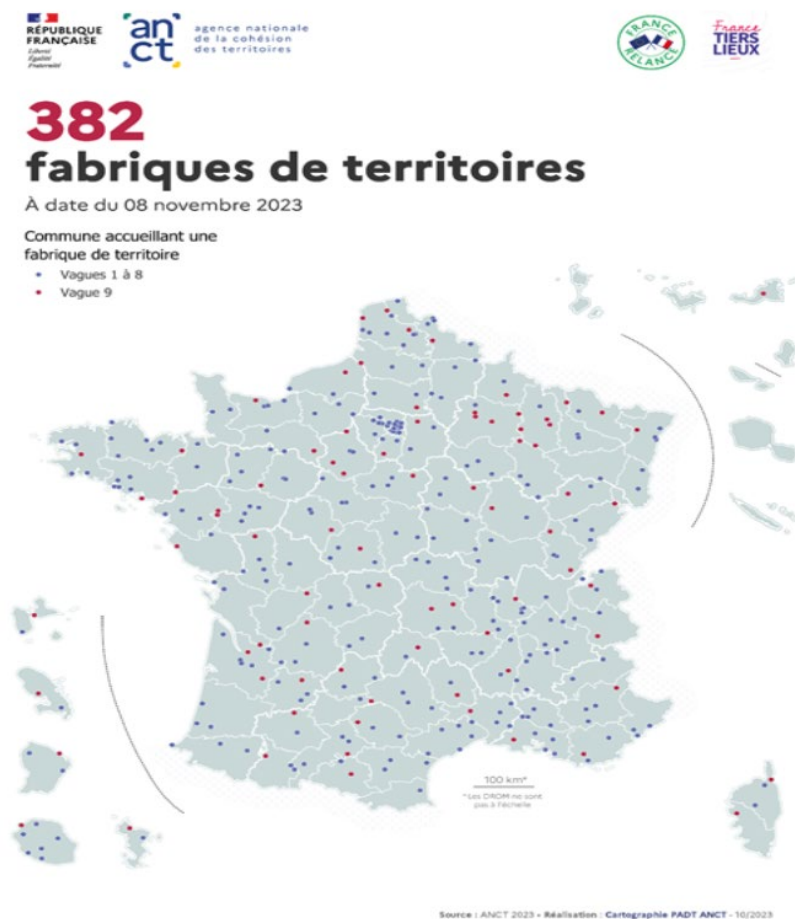 RÉPUBLIQUE
FRANÇAISE
Liberté
Égalité
Fraternité
anct
agence nationale
de la cohésion
des territoires
FRANCE
RELANCE
France
TIERS
LIEUX
382
fabriques de territoires
À date du 08 novembre 2023
Commune accueillant une
fabrique de territoire
Vagues 1 à 8
Vague 9
100 km*
*Les DROM ne sont
pas à l'échelle
Source : ANCT 2023 • Réalisation : Cartographie PADT ANCT - 10/2023